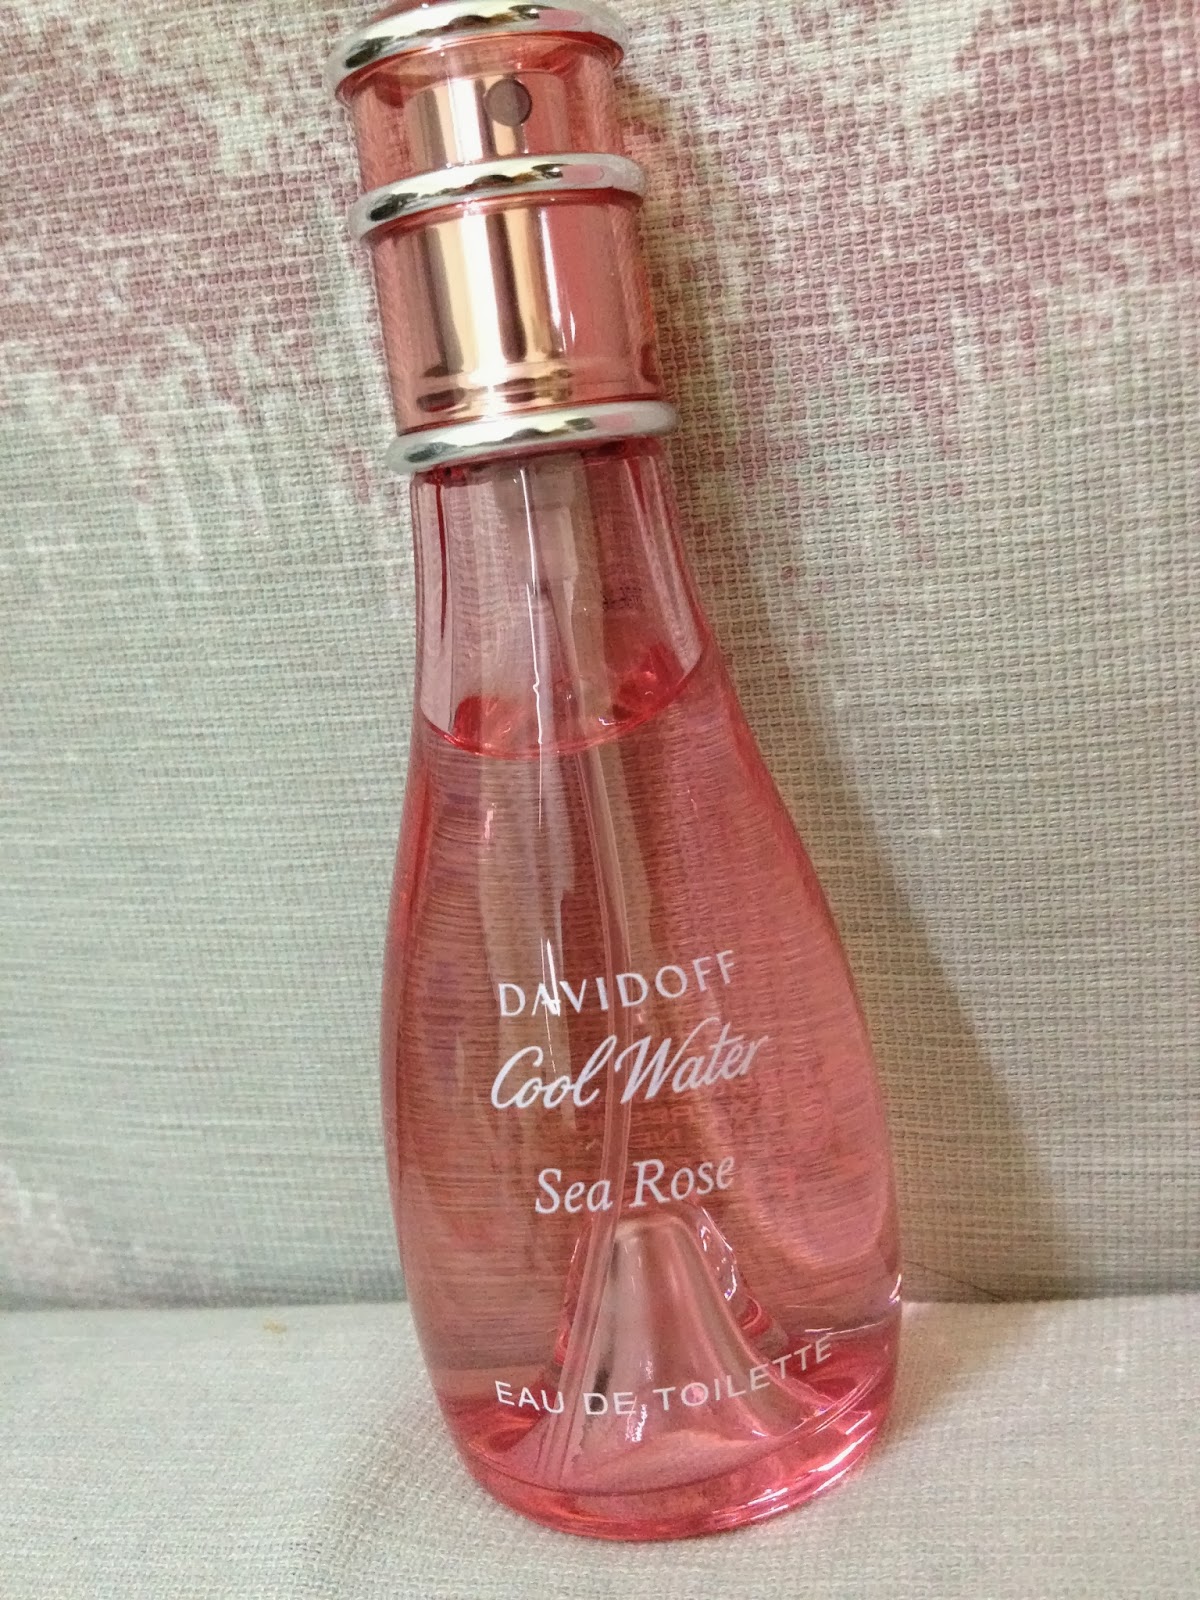 DAVIDOFF
Cool Water
Sea Rose
EAU DE TOILETTE